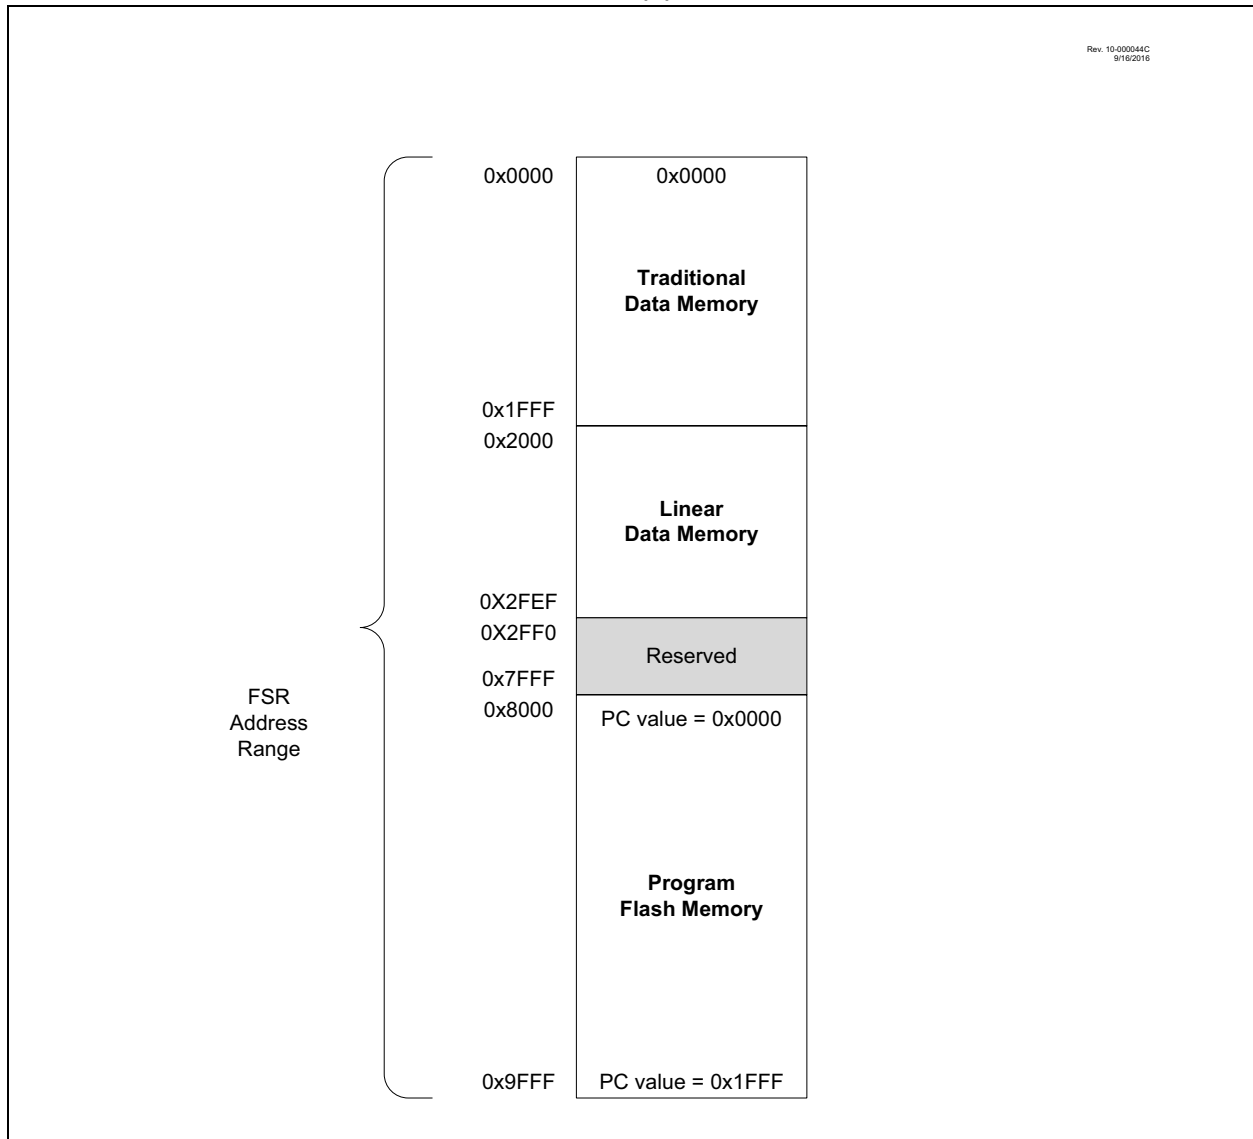 Rev. 10-000044C
9/16/2016
0x0000
0x0000
Traditional
Data Memory
0x1FFF
0x2000
Linear
Data Memory
0X2FEF
0X2FF0
Reserved
0x7FFF
0x8000
PC value = 0x0000
FSR
Address
Range
Program
Flash Memory
0x9FFF
PC value = 0x1FFF